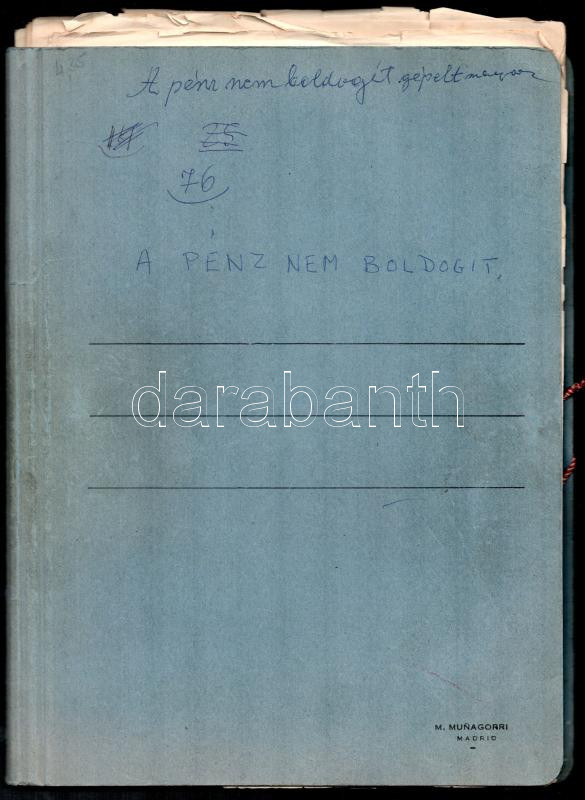 A pénz nem boldogít gépelt magyar
76
A PÉNZ NEM BOLDOGIT.
darabanth
M. MUÑAGORRI
MADRID